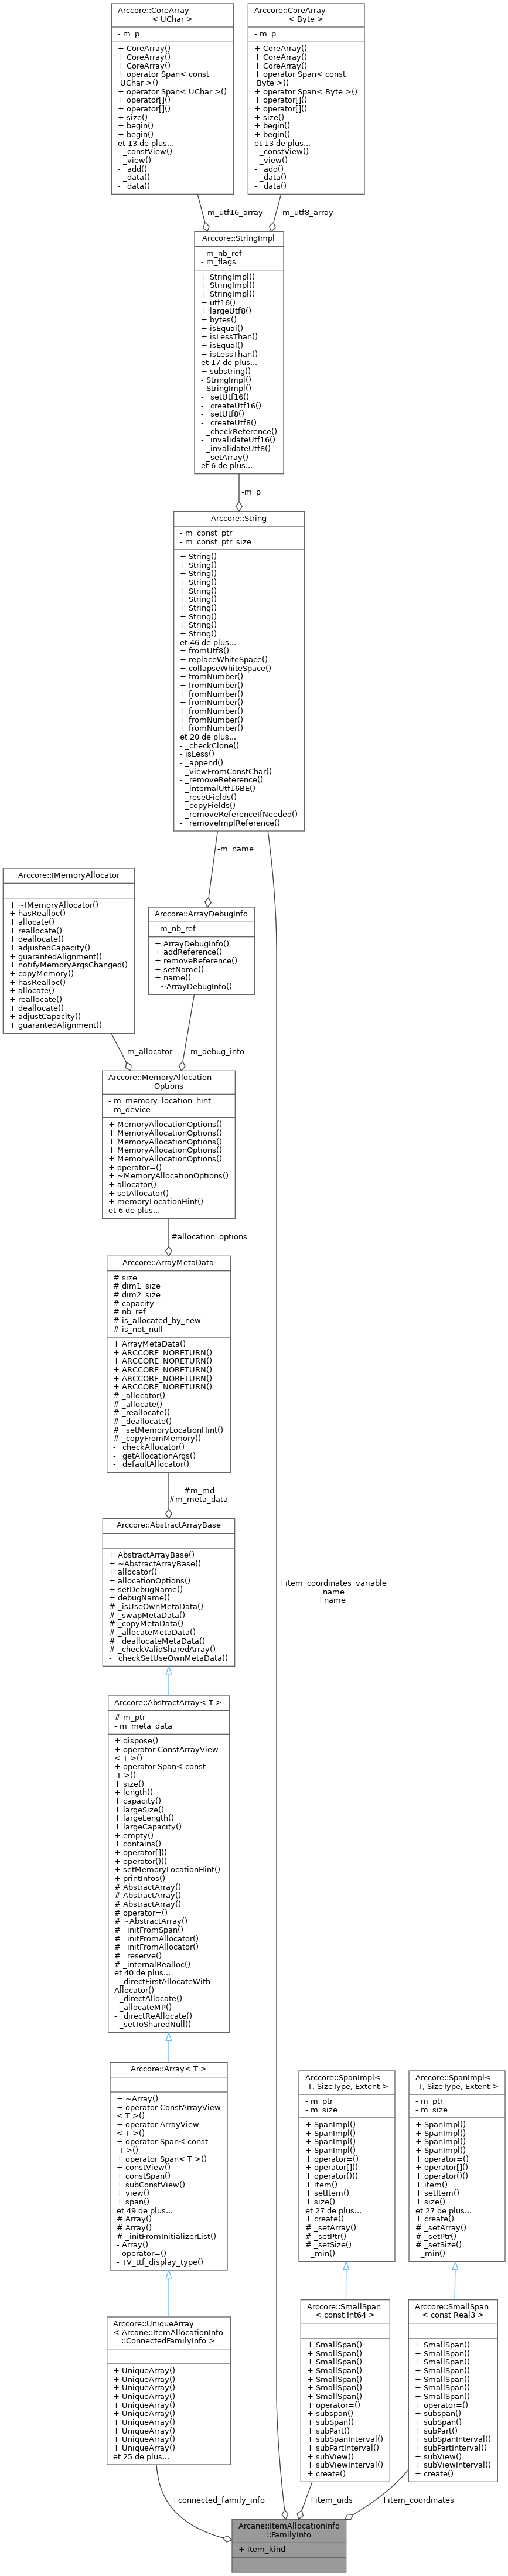 Arccore::CoreArray
< UChar >
- m_p
+ CoreArray()
+ CoreArray()
+ CoreArray()
+ operator Span< const
UChar >()
+ operator Span< UChar >()
+ operator[]()
+ operator[]()
+ size()
+ begin()
+ begin()
et 13 de plus...
- _constView()
- _view()
- _add()
- _data()
- _data()
Arccore::CoreArray
< Byte >
- m_p
+ CoreArray()
+ CoreArray()
+ CoreArray()
+ operator Span< const
Byte >()
+ operator Span< Byte >()
+ operator[]()
+ operator[]()
+ size()
+ begin()
+ begin()
et 13 de plus...
- _constView()
- _view()
- _add()
- _data()
- _data()
-m_utf16_array
-m_utf8_array
Arccore::StringImpl
- m_nb_ref
- m_flags
+ StringImpl()
+ StringImpl()
+ StringImpl()
+ utf16()
+ largeUtf8()
+ bytes()
+ isEqual()
+ isLessThan()
+ isEqual()
+ isLessThan()
et 17 de plus...
+ substring()
- StringImpl()
- StringImpl()
- _setUtf16()
- _createUtf16()
- _setUtf8()
- _createUtf8()
- _checkReference()
- _invalidateUtf16()
- _invalidateUtf8()
- _setArray()
et 6 de plus...
-m_p
Arccore::String
- m_const_ptr
- m_const_ptr_size
+ String()
+ String()
+ String()
+ String()
+ String()
+ String()
+ String()
+ String()
+ String()
+ String()
et 46 de plus...
+ fromUtf8()
+ replaceWhiteSpace()
+ collapseWhiteSpace()
+ fromNumber()
+ fromNumber()
+ fromNumber()
+ fromNumber()
+ fromNumber()
+ fromNumber()
+ fromNumber()
et 20 de plus...
- _checkClone()
- isLess()
- _append()
- _viewFromConstChar()
- _removeReference()
- _internalUtf16BE()
- _resetFields()
- _copyFields()
- _removeReferenceIfNeeded()
- _removeImplReference()
-m_name
Arccore::IMemoryAllocator
+ ~IMemoryAllocator()
+ hasRealloc()
+ allocate()
+ reallocate()
+ deallocate()
+ adjustedCapacity()
+ guarantedAlignment()
+ notifyMemoryArgsChanged()
+ copyMemory()
+ hasRealloc()
+ allocate()
+ reallocate()
+ deallocate()
+ adjustCapacity()
+ guarantedAlignment()
Arccore::ArrayDebugInfo
- m_nb_ref
+ ArrayDebugInfo()
+ addReference()
+ removeReference()
+ setName()
+ name()
- ~ArrayDebugInfo()
-m_allocator
-m_debug_info
Arccore::MemoryAllocation
Options
- m_memory_location_hint
- m_device
+ MemoryAllocationOptions()
+ MemoryAllocationOptions()
+ MemoryAllocationOptions()
+ MemoryAllocationOptions()
+ MemoryAllocationOptions()
+ operator=()
+ ~MemoryAllocationOptions()
+ allocator()
+ setAllocator()
+ memoryLocationHint()
et 6 de plus...
#allocation_options
Arccore::ArrayMetaData
# size
# dim1_size
# dim2_size
# capacity
# nb_ref
# is_allocated_by_new
# is_not_null
+ ArrayMetaData()
+ ARCCORE_NORETURN()
+ ARCCORE_NORETURN()
+ ARCCORE_NORETURN()
+ ARCCORE_NORETURN()
+ ARCCORE_NORETURN()
# _allocator()
# _allocate()
# _reallocate()
# _deallocate()
# _setMemoryLocationHint()
# _copyFromMemory()
- _checkAllocator()
- _getAllocationArgs()
- _defaultAllocator()
#m_md
#m_meta_data
Arccore::AbstractArrayBase
+ AbstractArrayBase()
+ ~AbstractArrayBase()
+ allocator()
+ allocationOptions()
+ setDebugName()
+ debugName()
# _isUseOwnMetaData()
# _swapMetaData()
# _copyMetaData()
# _allocateMetaData()
# _deallocateMetaData()
# _checkValidSharedArray()
- _checkSetUseOwnMetaData()
+item_coordinates_variable
_name
+name
Arccore::AbstractArray< T >
# m_ptr
- m_meta_data
+ dispose()
+ operator ConstArrayView
< T >()
+ operator Span< const
T >()
+ size()
+ length()
+ capacity()
+ largeSize()
+ largeLength()
+ largeCapacity()
+ empty()
+ contains()
+ operator[]()
+ operator()()
+ setMemoryLocationHint()
+ printInfos()
# AbstractArray()
# AbstractArray()
# AbstractArray()
# operator=()
# ~AbstractArray()
# _initFromSpan()
# _initFromAllocator()
# _initFromAllocator()
# _reserve()
# _internalRealloc()
et 40 de plus...
- _directFirstAllocateWith
Allocator()
- _directAllocate()
- _allocateMP()
- _directReAllocate()
- _setToSharedNull()
Arccore::Array< T >
+ ~Array()
+ operator ConstArrayView
< T >()
+ operator ArrayView
< T >()
+ operator Span< const
T >()
+ operator Span< T >()
+ constView()
+ constSpan()
+ subConstView()
+ view()
+ span()
et 49 de plus...
# Array()
# Array()
# _initFromInitializerList()
- Array()
- operator=()
- TV_ttf_display_type()
Arccore::SpanImpl<
T, SizeType, Extent >
- m_ptr
- m_size
+ SpanImpl()
+ SpanImpl()
+ SpanImpl()
+ SpanImpl()
+ operator=()
+ operator[]()
+ operator()()
+ item()
+ setItem()
+ size()
et 27 de plus...
+ create()
# _setArray()
# _setPtr()
# _setSize()
- _min()
Arccore::SpanImpl<
T, SizeType, Extent >
- m_ptr
- m_size
+ SpanImpl()
+ SpanImpl()
+ SpanImpl()
+ SpanImpl()
+ operator=()
+ operator[]()
+ operator()()
+ item()
+ setItem()
+ size()
et 27 de plus...
+ create()
# _setArray()
# _setPtr()
# _setSize()
- _min()
Arccore::UniqueArray
< Arcane::ItemAllocationInfo
::ConnectedFamilyInfo >
+ UniqueArray()
+ UniqueArray()
+ UniqueArray()
+ UniqueArray()
+ UniqueArray()
+ UniqueArray()
+ UniqueArray()
+ UniqueArray()
+ UniqueArray()
+ UniqueArray()
et 25 de plus...
Arccore::SmallSpan
< const Int64 >
+ SmallSpan()
+ SmallSpan()
+ SmallSpan()
+ SmallSpan()
+ SmallSpan()
+ SmallSpan()
+ SmallSpan()
+ operator=()
+ subspan()
+ subSpan()
+ subPart()
+ subSpanInterval()
+ subPartInterval()
+ subView()
+ subViewInterval()
+ create()
Arccore::SmallSpan
< const Real3 >
+ SmallSpan()
+ SmallSpan()
+ SmallSpan()
+ SmallSpan()
+ SmallSpan()
+ SmallSpan()
+ SmallSpan()
+ operator=()
+ subspan()
+ subSpan()
+ subPart()
+ subSpanInterval()
+ subPartInterval()
+ subView()
+ subViewInterval()
+ create()
+connected_family_info
+item_uids
+item_coordinates
Arcane::ItemAllocationInfo
::FamilyInfo
+ item_kind